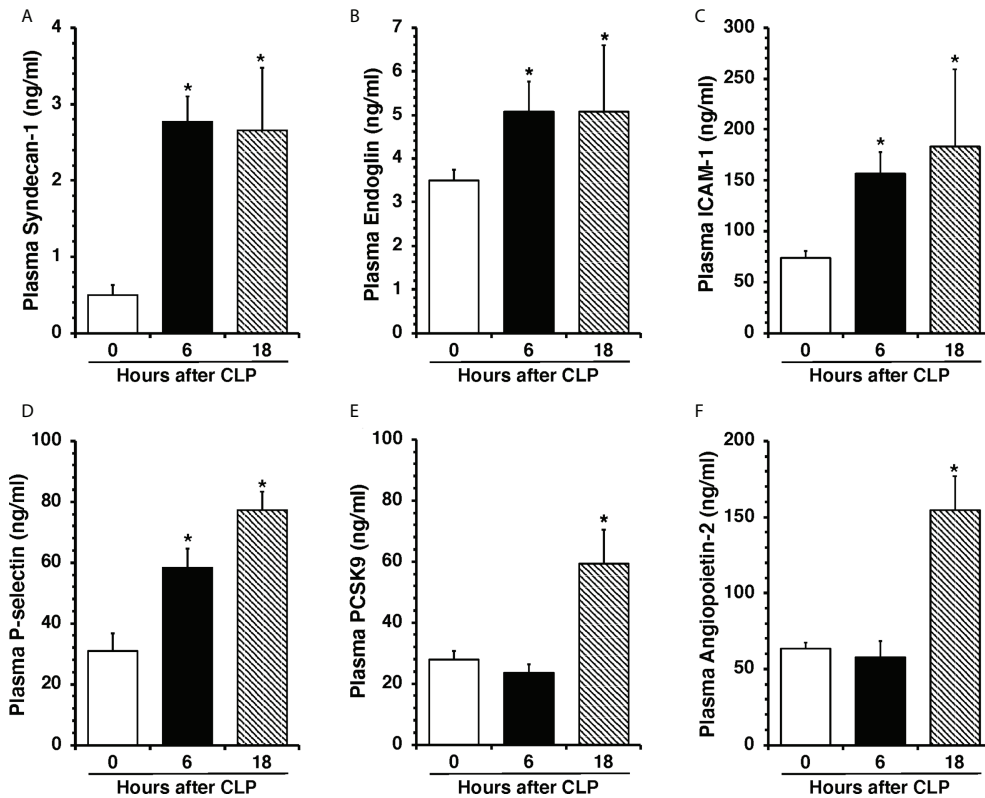 A
Plasma Syndecan-1 (ng/ml)
4
3
2
1
0
*
*
0 6 18
Hours after CLP
B
Plasma Endoglin (ng/ml)
7
6
5
4
3
2
1
0
*
*
0 6 18
Hours after CLP
C
Plasma ICAM-1 (ng/ml)
300
250
200
150
100
50
0
*
*
0 6 18
Hours after CLP
D
Plasma P-selectin (ng/ml)
100
80
60
40
20
0
*
*
0 6 18
Hours after CLP
E
Plasma PCSK9 (ng/ml)
100
80
60
40
20
0
*
0 6 18
Hours after CLP
F
Plasma Angiopoietin-2 (ng/ml)
200
150
100
50
0
*
0 6 18
Hours after CLP